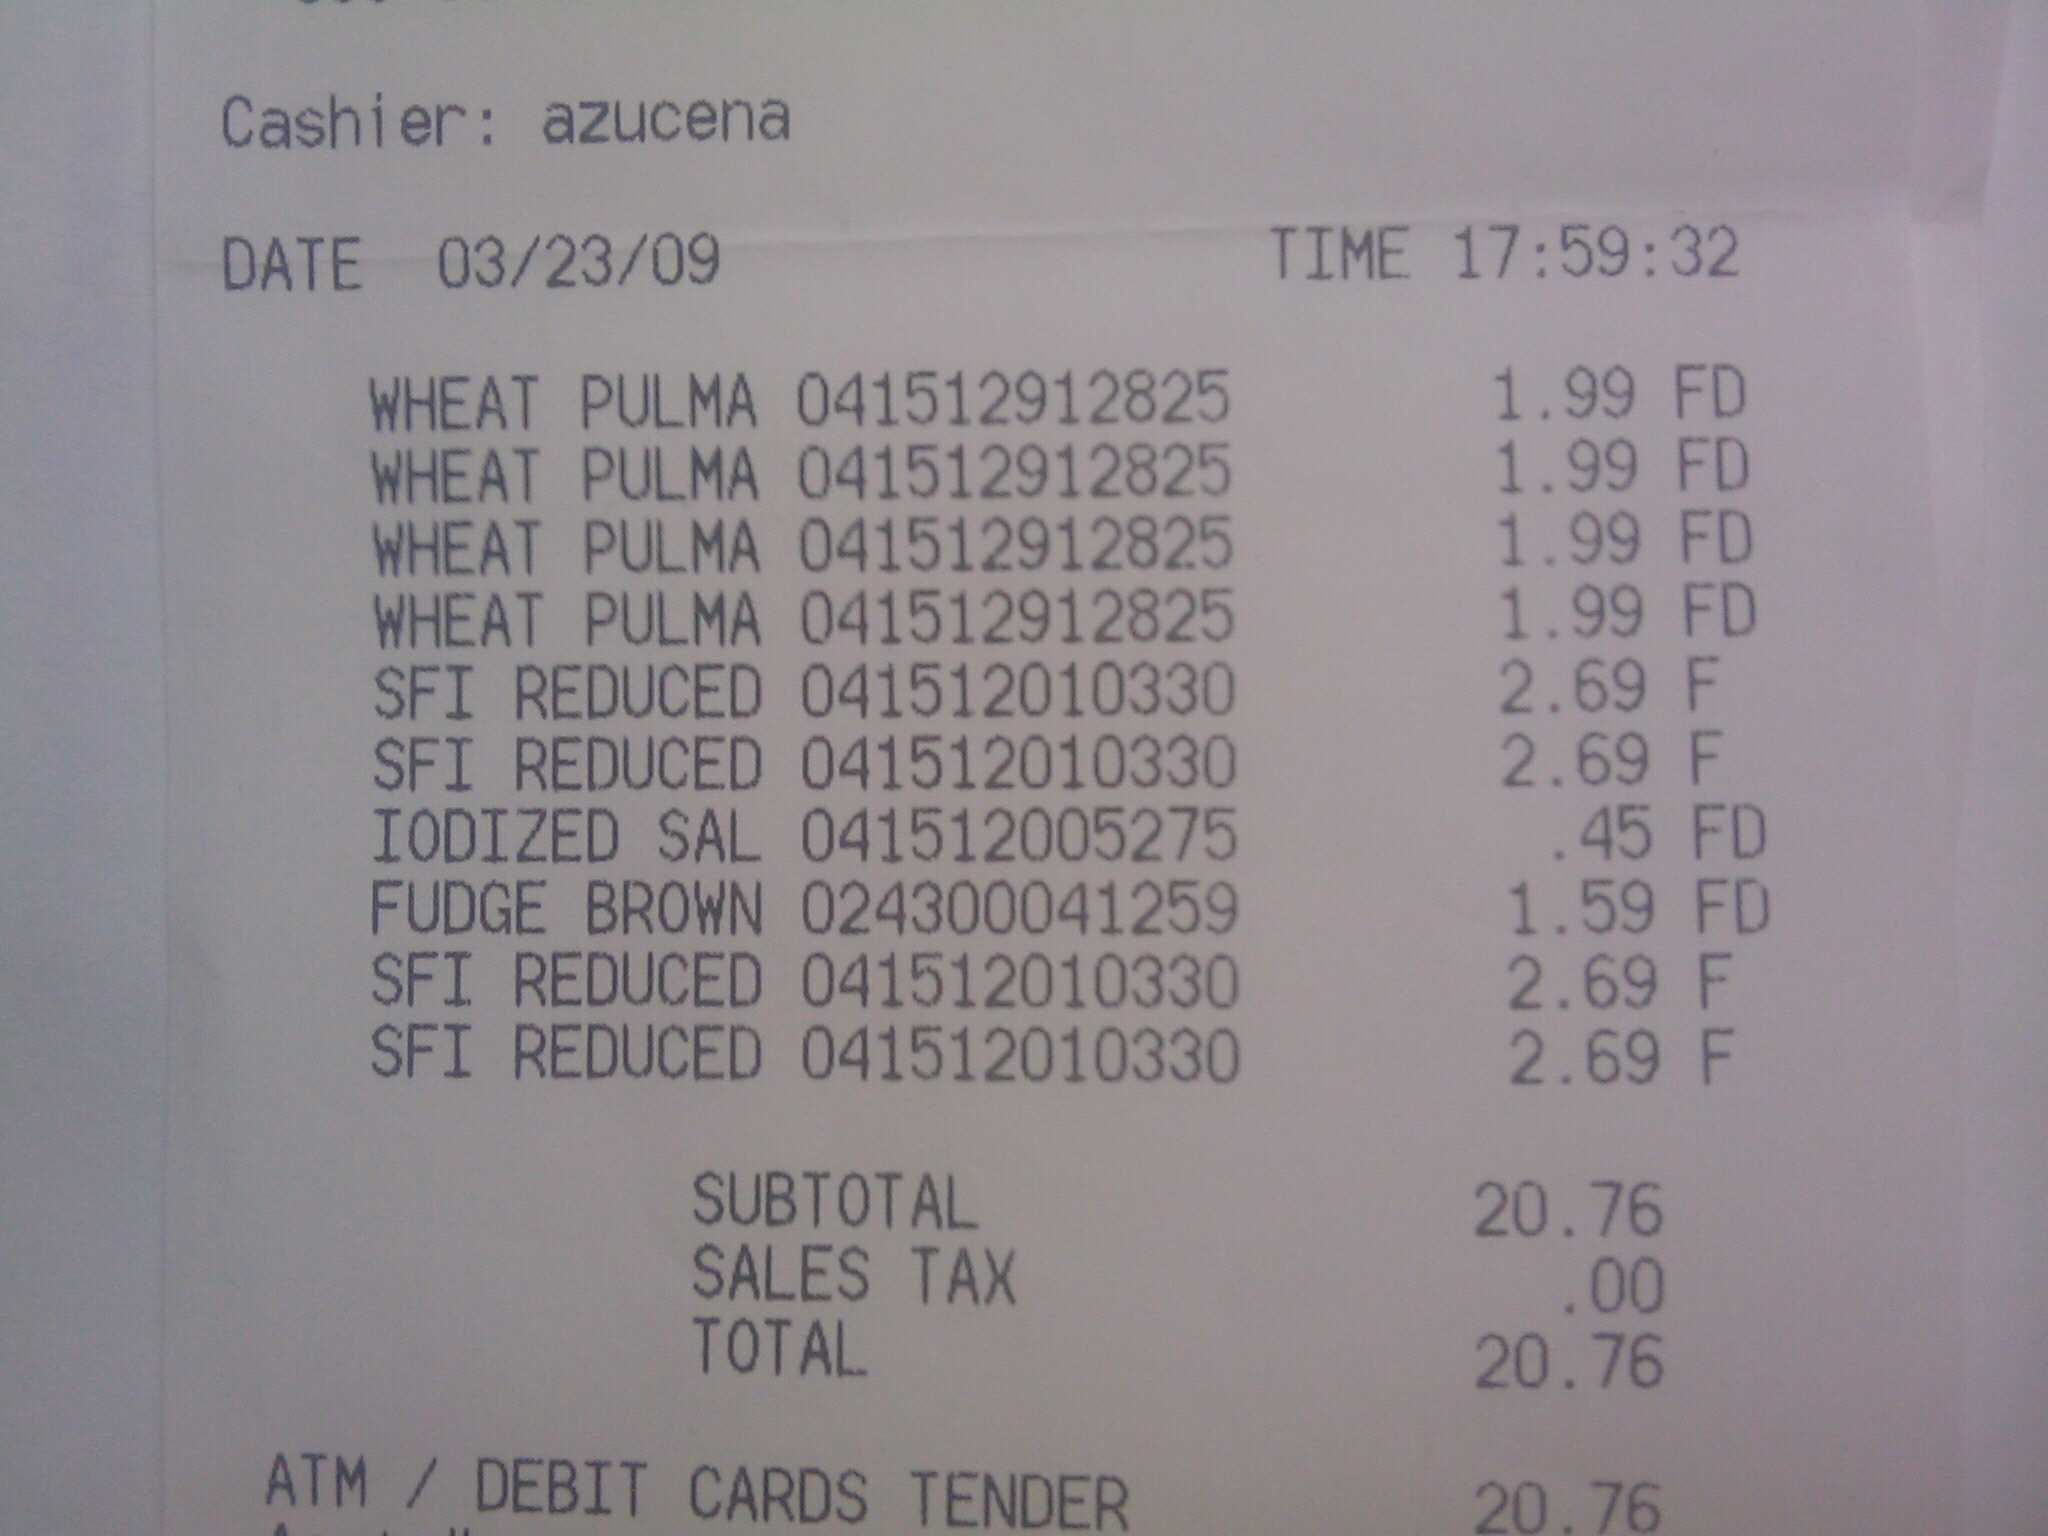 Cashier: azucena
DATE 03/23/09 TIME 17:59:32
WHEAT PULMA 041512912825 1.99 FD
WHEAT PULMA 041512912825 1.99 FD
WHEAT PULMA 041512912825 1.99 FD
WHEAT PULMA 041512912825 1.99 FD
SFI REDUCED 041512010330 2.69 F
SFI REDUCED 041512010330 2.69 F
IODIZED SAL 041512005275 .45 FD
FUDGE BROWN 024300041259 1.59 FD
SFI REDUCED 041512010330 2.69 F
SFI REDUCED 041512010330 2.69 F
SUBTOTAL 20.76
SALES TAX .00
TOTAL 20.76
ATM / DEBIT CARDS TENDER 20.76